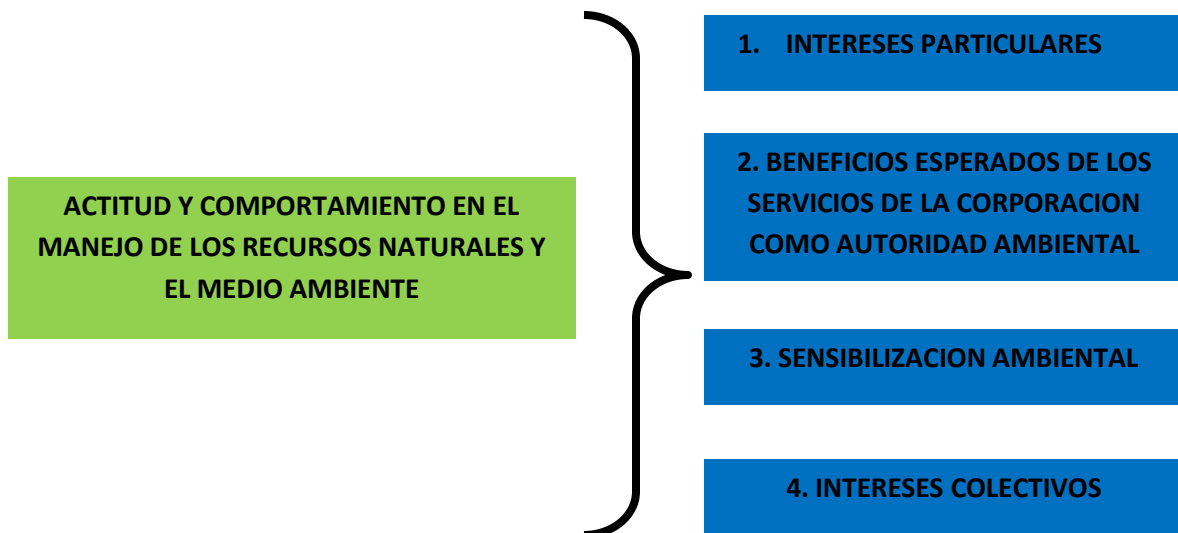 ACTITUD Y COMPORTAMIENTO EN EL
MANEJO DE LOS RECURSOS NATURALES Y
EL MEDIO AMBIENTE
1. INTERESES PARTICULARES
2. BENEFICIOS ESPERADOS DE LOS
SERVICIOS DE LA CORPORACION
COMO AUTORIDAD AMBIENTAL
3. SENSIBILIZACION AMBIENTAL
4. INTERESES COLECTIVOS